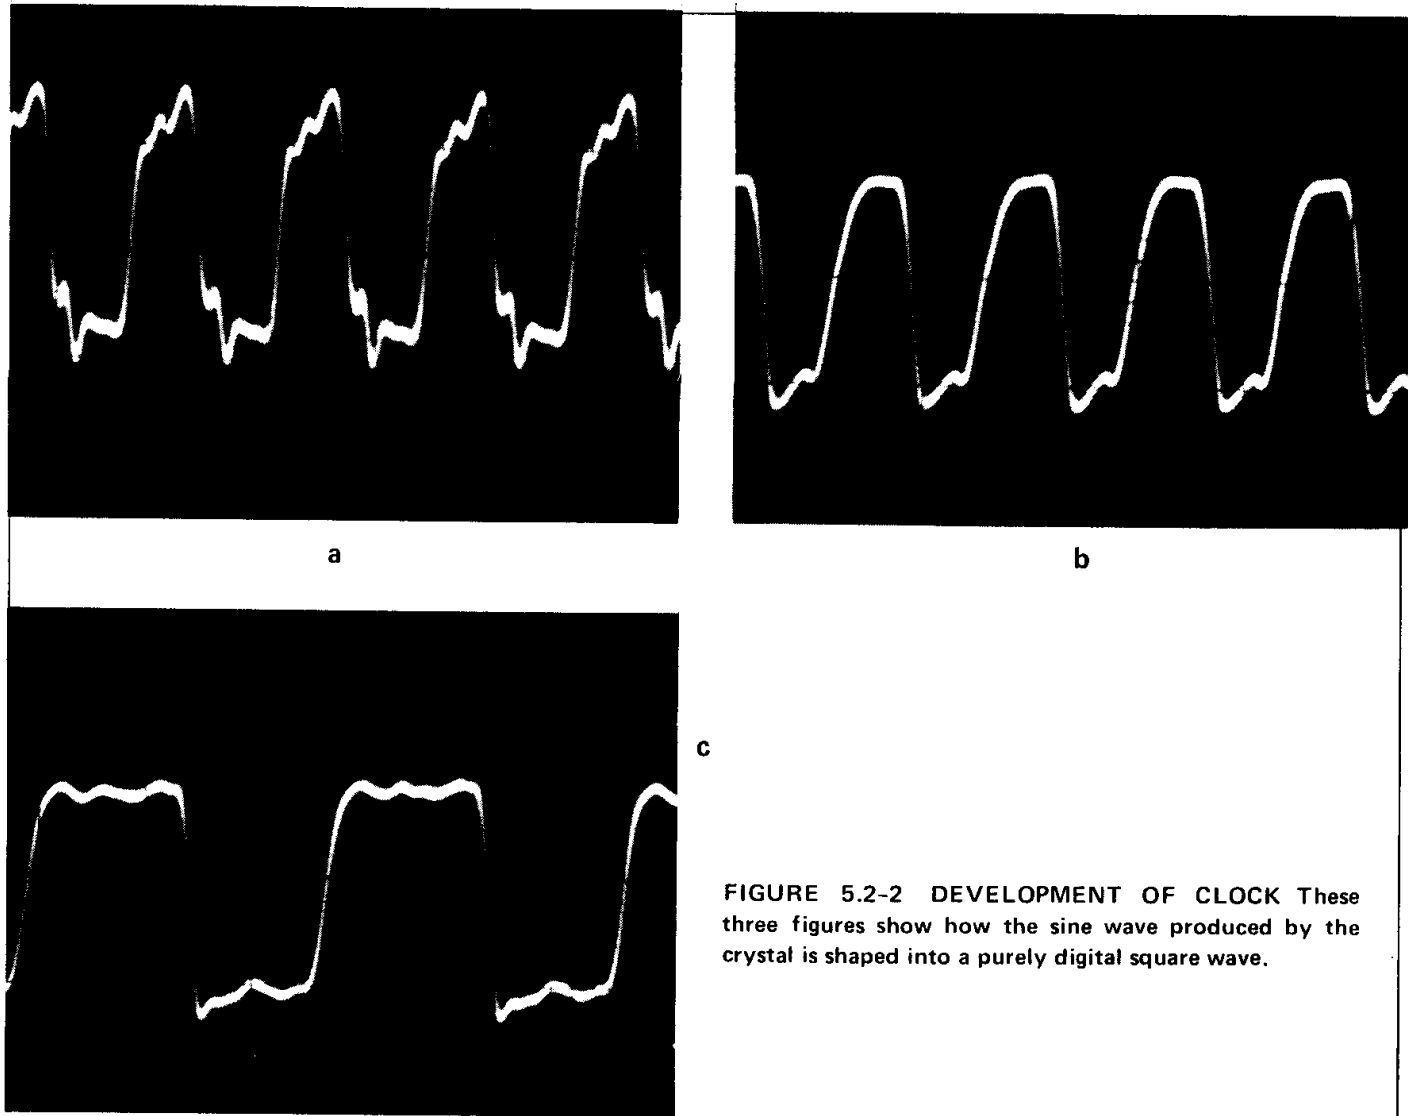 a
b
c
FIGURE 5.2-2 DEVELOPMENT OF CLOCK These
three figures show how the sine wave produced by the
crystal is shaped into a purely digital square wave.